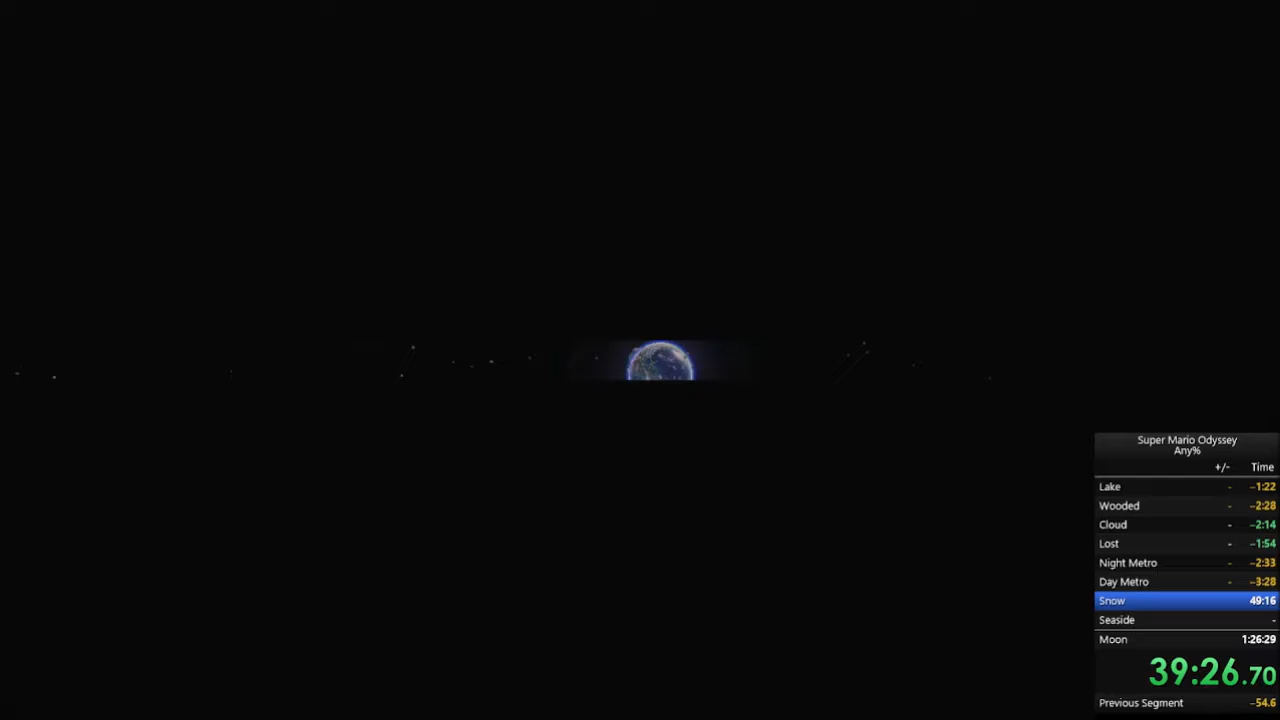 Super Mario Odyssey
Any%
+/- Time
Lake - −1:22
Wooded - −2:28
Cloud - −2:14
Lost - −1:54
Night Metro - −2:33
Day Metro - −3:28
Snow 49:16
Seaside -
Moon 1:26:29
39:26.70
Previous Segment −54.6